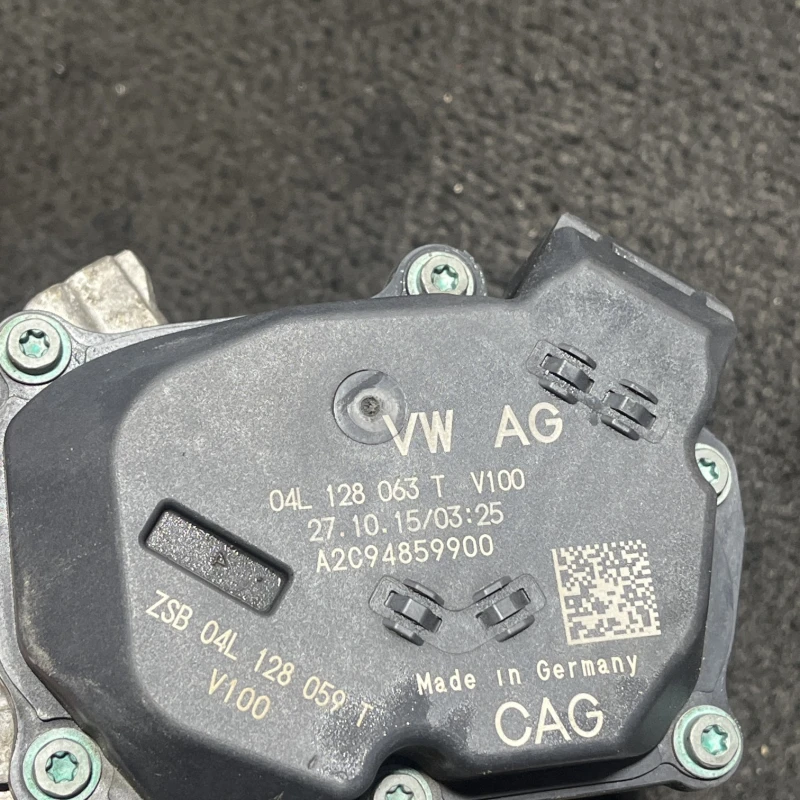 VW AG
04L 128 063 T V100
27.10.15/03:25
A2C94859900
ZSB 04L 128 059 T
V100
Made in Germany
CAG